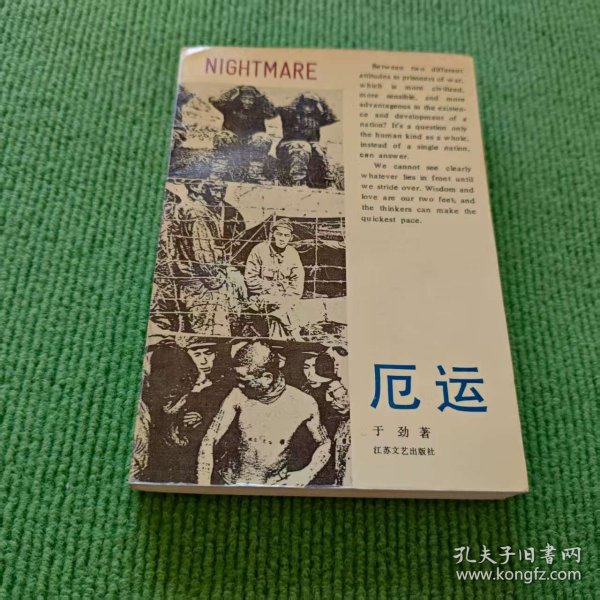 NIGHTMARE
Between two different
attitudes to prisoners of war,
which is more civilized,
more sensible, and more
advantageous in the existen-
ce and development of a
nation? It's a question only
the human kind as a whole,
instead of a single nation,
can answer.
We cannot see clearly
whatever lies in front until
we stride over. Wisdom and
love are our two feet, and
the thinkers can make the
quickest pace.
厄运
于劲著
江苏文艺出版社
孔夫子旧書网
www.kongfz.com